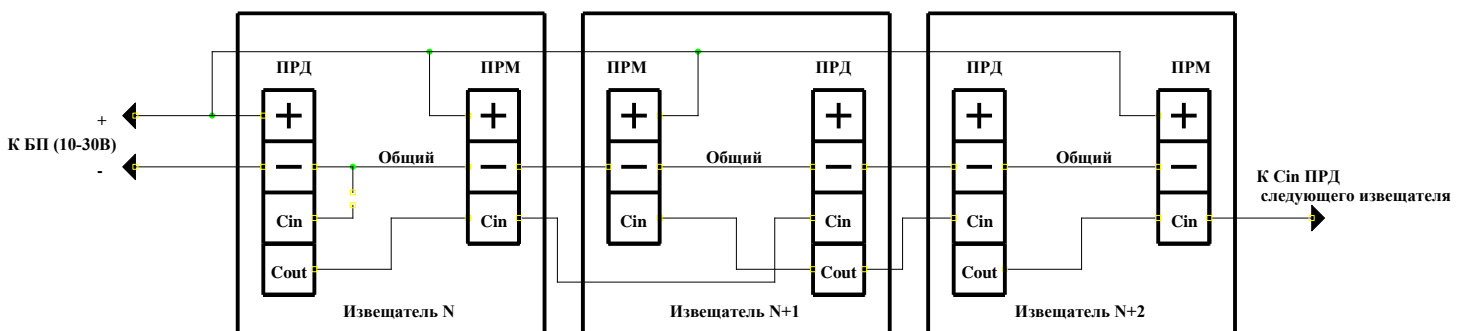 ПРД
ПРМ
ПРМ
ПРД
ПРД
ПРМ
+
+
+
+
+
+
+
К БП (10-30В)
-
−
Общий
−
−
Общий
−
−
Общий
−
К Cin ПРД
следующего извещателя
Cin
Cin
Cin
Cin
Cin
Cin
Cout
Cout
Cout
Извещатель N
Извещатель N+1
Извещатель N+2